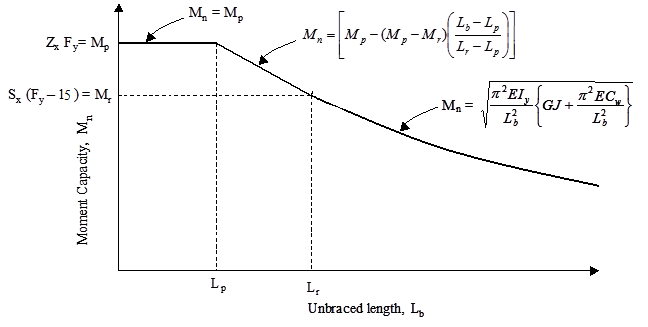 M_n = M_p
Z_x F_y = M_p
M_n = [ M_p – (M_p – M_r) ( (L_b – L_p) / (L_r – L_p) ) ]
S_x (F_y – 15) = M_r
M_n = √( (π²EI_y / L_b²) { GJ + (π²EC_w / L_b²) } )
Moment Capacity, M_n
L_p L_r
Unbraced length, L_b